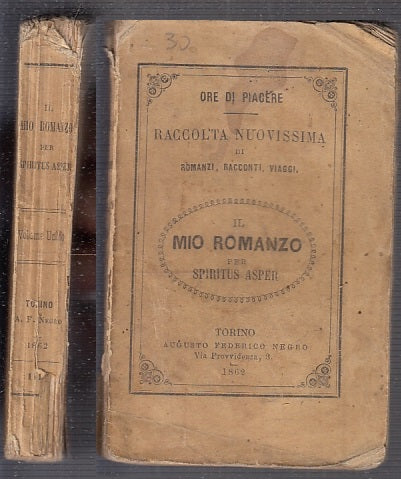 IL
MIO ROMANZO
PER
SPIRITUS ASPER
Volume
TORINO
A. F. NEGRO
1862
30
ORE DI PIACERE
RACCOLTA NUOVISSIMA
DI
ROMANZI, RACCONTI, VIAGGI,
IL
MIO ROMANZO
PER
SPIRITUS ASPER
TORINO
AUGUSTO FEDERICO NEGRO
Via Provvidenza, 3.
1862